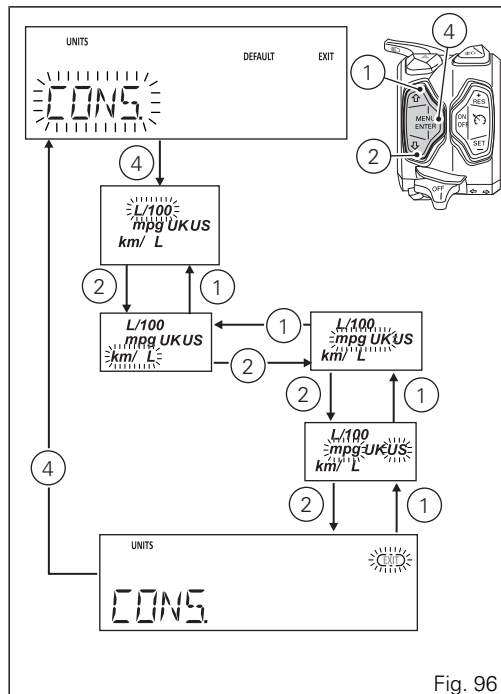 UNITS
DEFAULT EXIT
CONS.
4
1
2
MENU
ENTER
+
RES
ON
OFF
SET
−
OFF
4
L/100
mpg UK US
km/ L
2
1
L/100
mpg UK US
km/ L
1
2
L/100
mpg UK US
km/ L
2
1
L/100
mpg UK US
km/ L
4
2
1
UNITS
EXIT
CONS.
Fig. 96